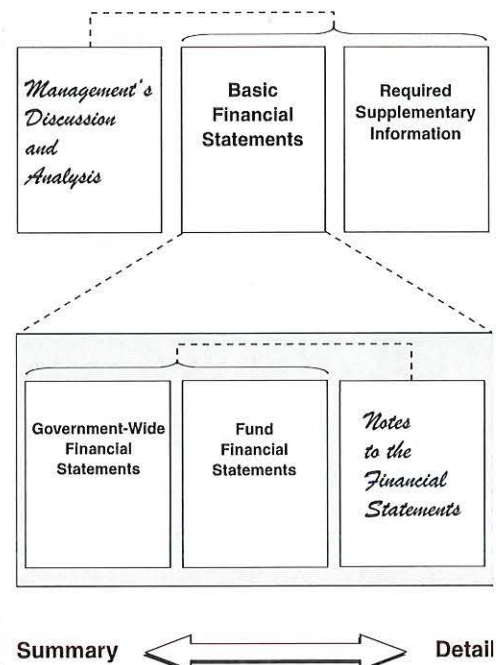 Management's
Discussion
and
Analysis
Basic
Financial
Statements
Required
Supplementary
Information
Government-Wide
Financial
Statements
Fund
Financial
Statements
Notes
to the
Financial
Statements
Summary
Detail